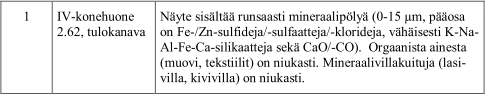 1 IV-konehuone Näyte sisältää runsaasti mineraalipölyä (0-15 µm, pääosa
2.62, tulokanava on Fe-/Zn-sulfideja/-sulfaatteja/-klorideja, vähäisesti K-Na-
Al-Fe-Ca-silikaatteja sekä CaO/-CO). Orgaanista ainesta
(muovi, tekstiilit) on niukasti. Mineraalivillakuituja (lasi-
villa, kivivilla) on niukasti.